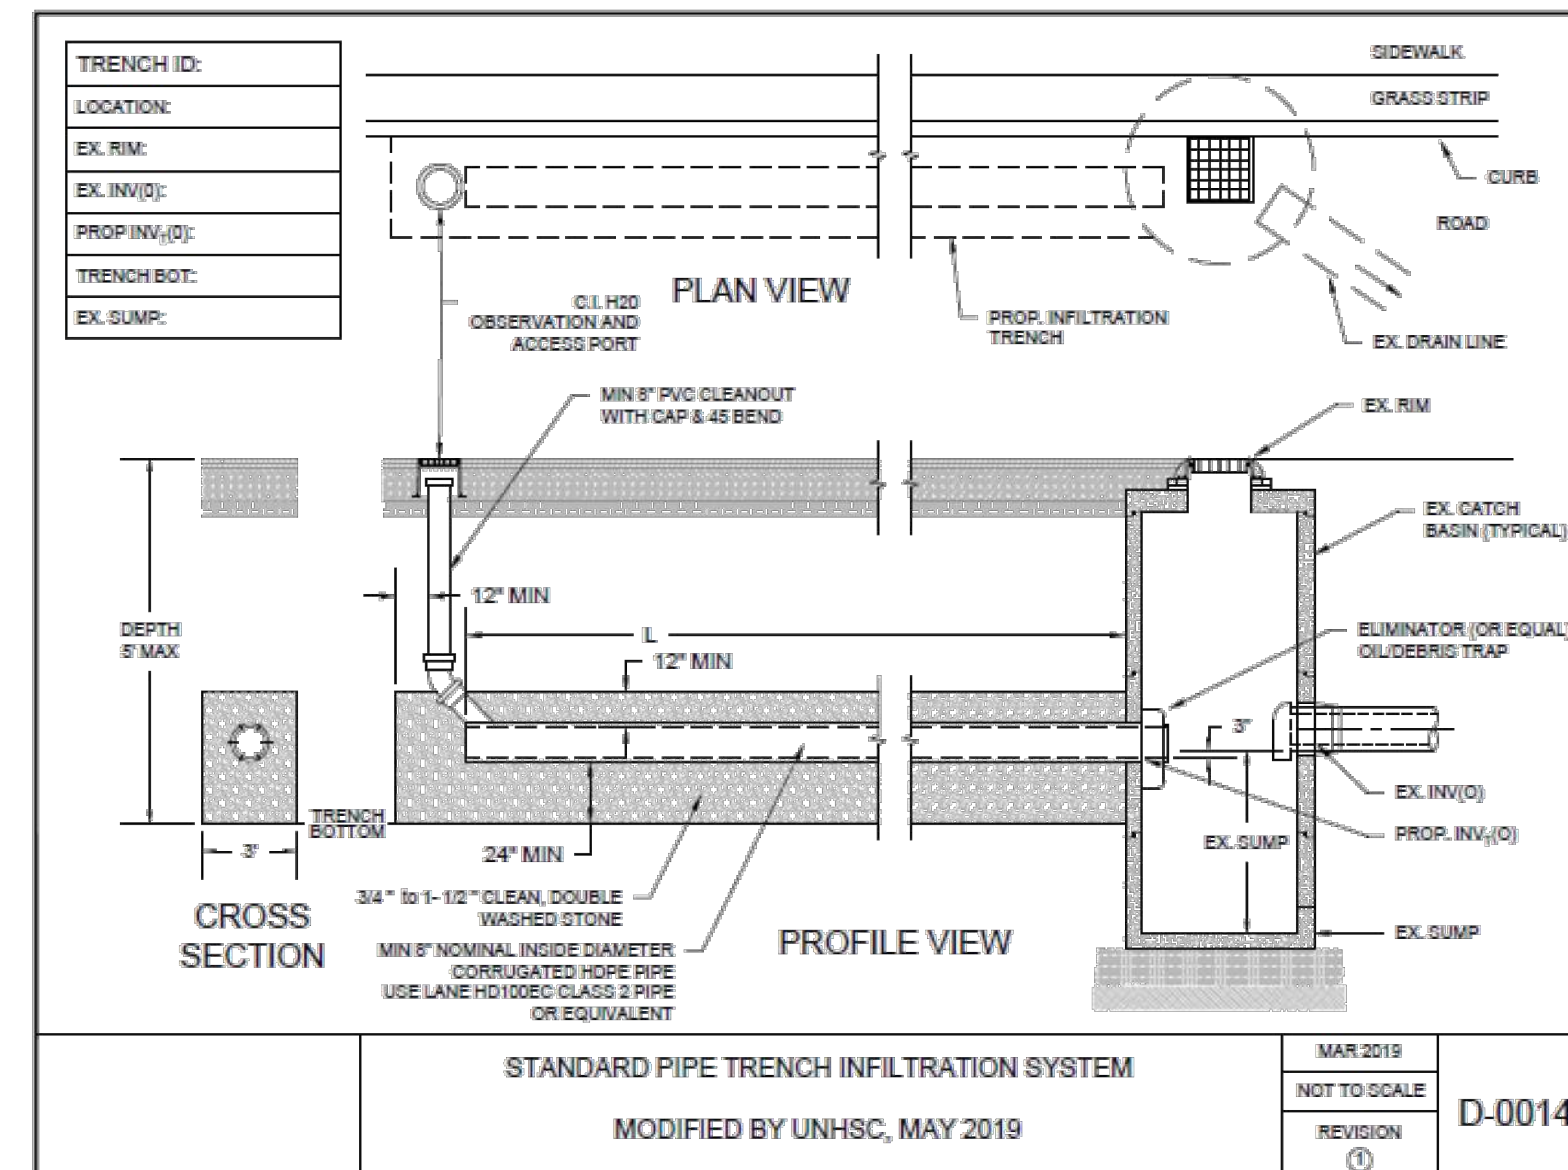 TRENCH ID:
LOCATION:
EX. RIM:
EX. INV(0):
PROP INVT(0):
TRENCH BOT:
EX. SUMP:
SIDEWALK
GRASS STRIP
CURB
ROAD
PLAN VIEW
C.I. H20
OBSERVATION AND
ACCESS PORT
PROP. INFILTRATION
TRENCH
EX. DRAIN LINE
MIN 8" PVC CLEANOUT
WITH CAP & 45 BEND
EX. RIM
EX. CATCH
BASIN (TYPICAL)
12" MIN
DEPTH
5' MAX
L
12" MIN
ELIMINATOR (OR EQUAL)
OIL/DEBRIS TRAP
3"
EX. INV(O)
TRENCH
BOTTOM
3'
24" MIN
EX. SUMP
PROP. INVT(O)
3/4" to 1-1/2" CLEAN, DOUBLE
WASHED STONE
CROSS
SECTION
PROFILE VIEW
EX. SUMP
MIN 8" NOMINAL INSIDE DIAMETER
CORRUGATED HDPE PIPE
USE LANE HD100EC CLASS 2 PIPE
OR EQUIVALENT
STANDARD PIPE TRENCH INFILTRATION SYSTEM
MODIFIED BY UNHSC, MAY 2019
MAR 2019
NOT TO SCALE
REVISION
1
D-0014